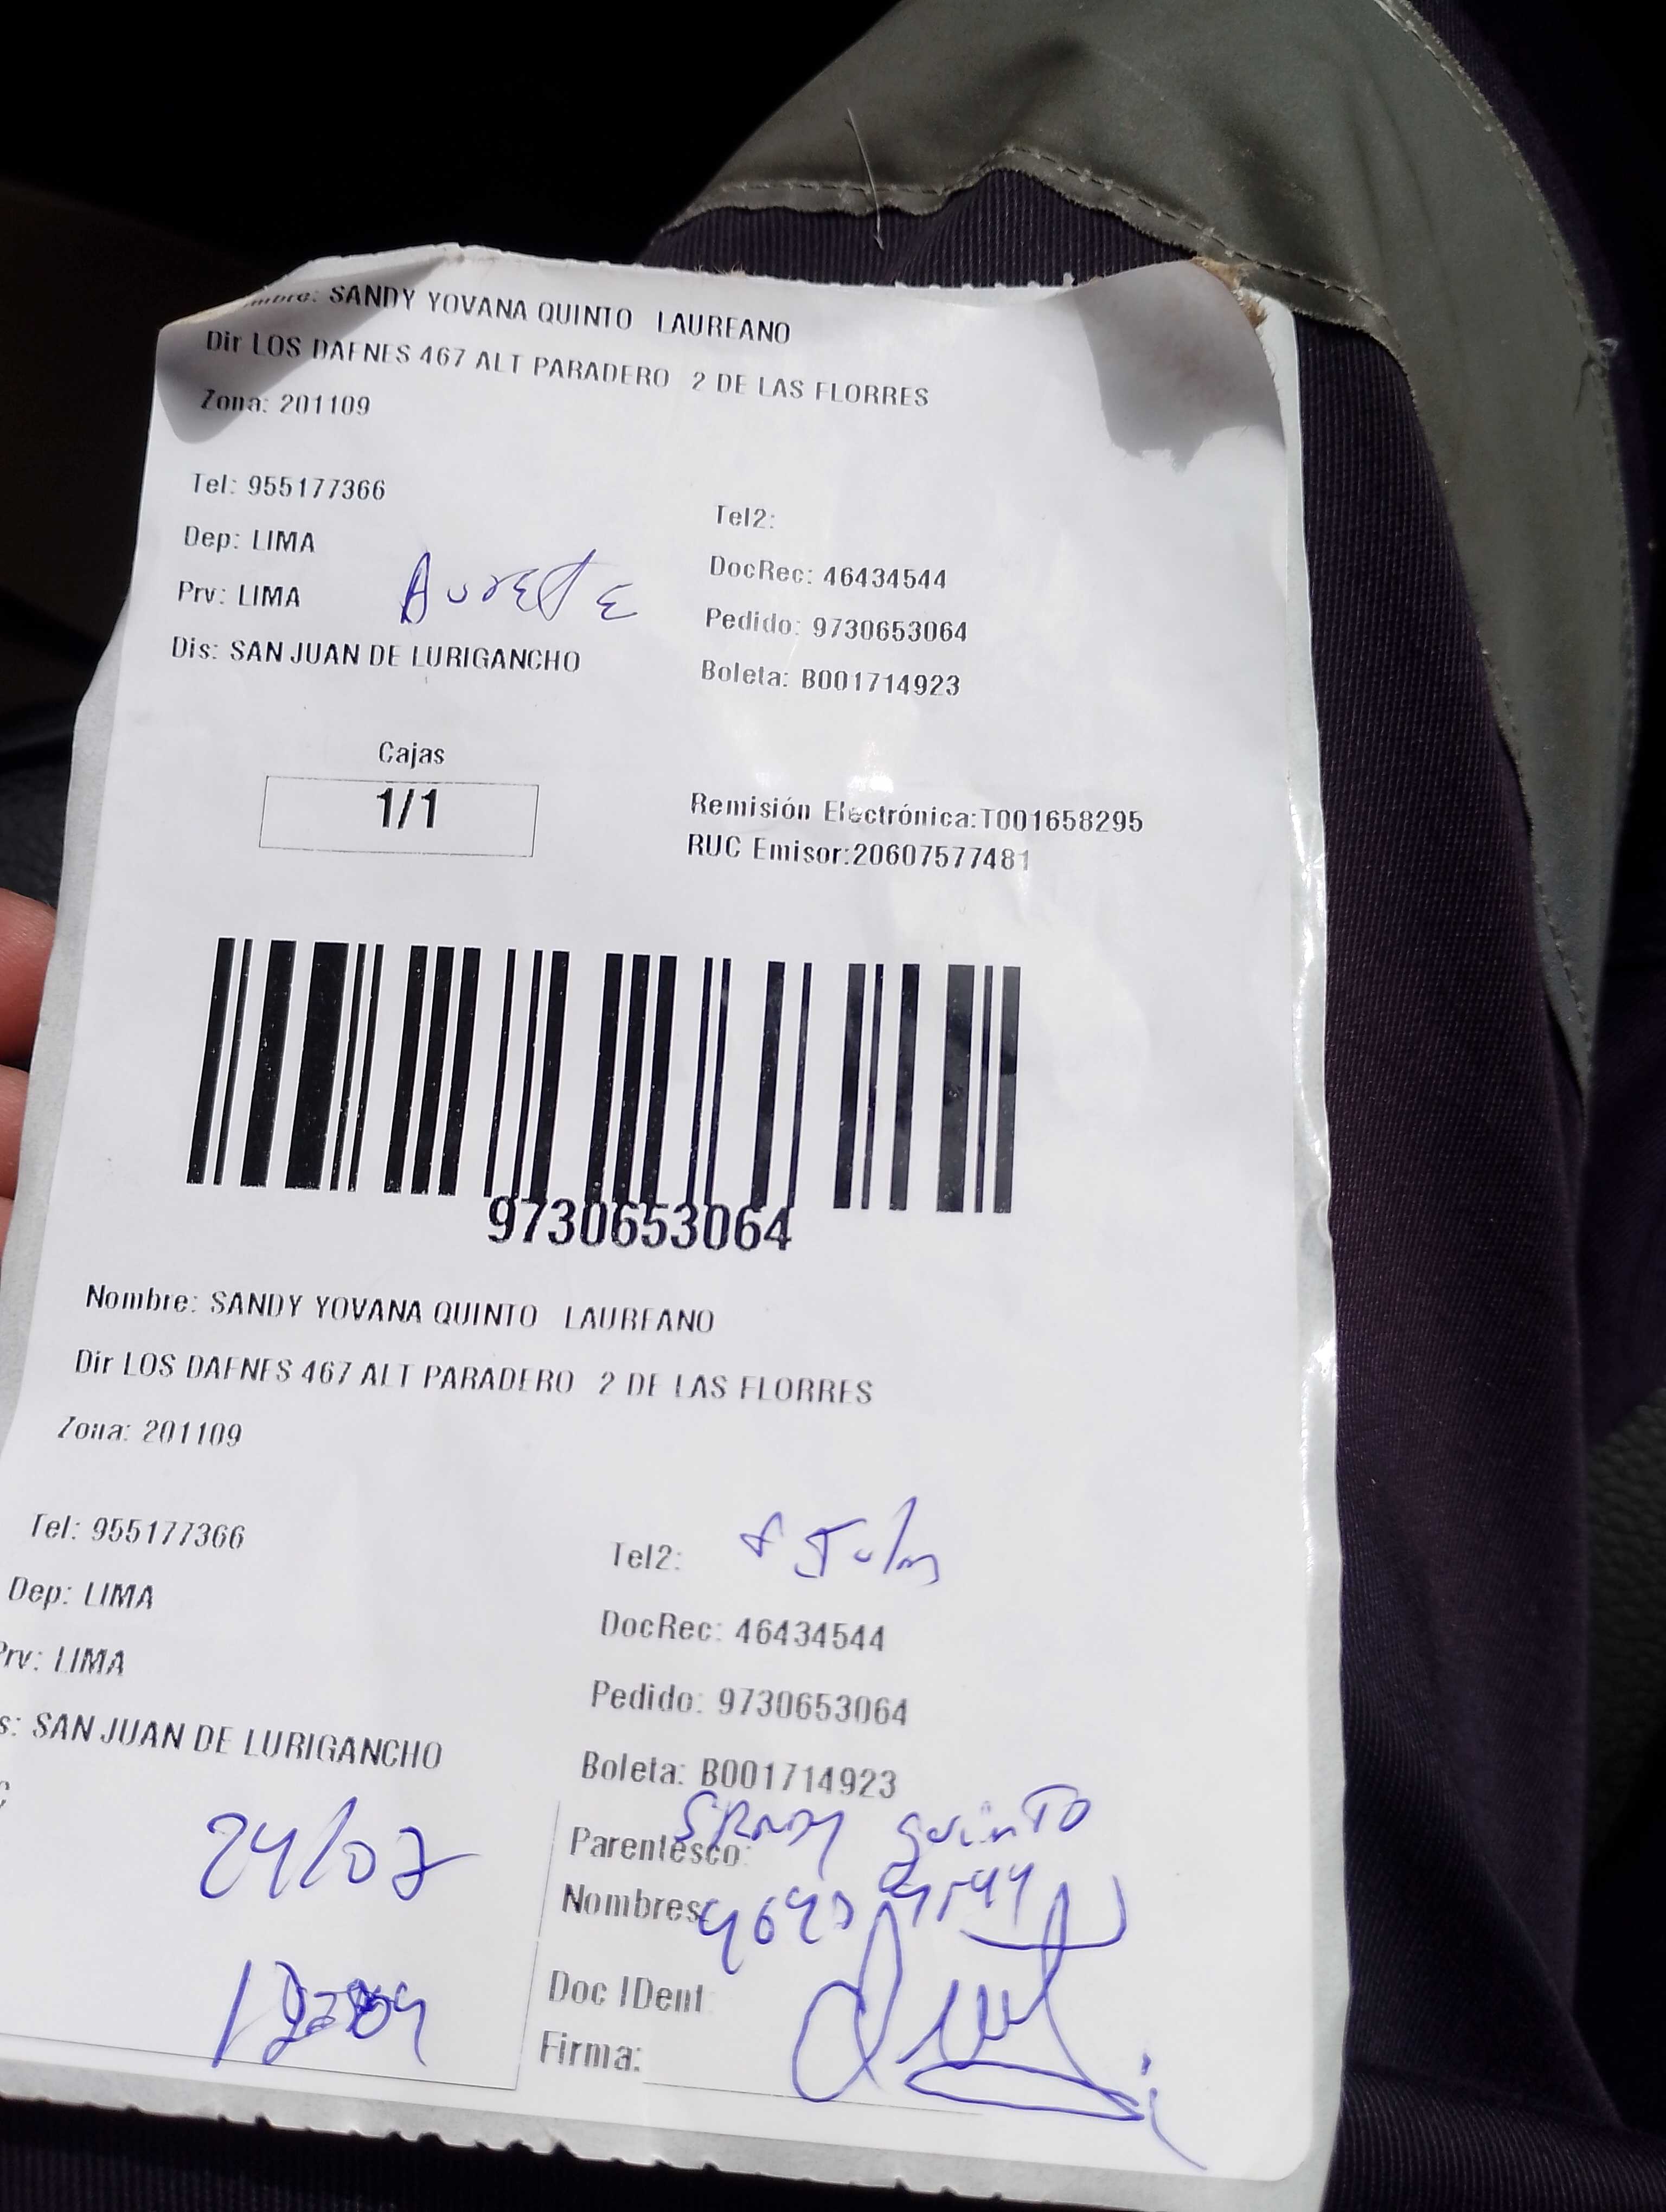 mbre: SANDY YOVANA QUINTO LAUREANO
Dir LOS DAFNES 467 ALT PARADERO 2 DE LAS FLORRES
Zona: 201109
Tel: 955177366
Tel2:
Dep: LIMA
DocRec: 46434544
Prv: LIMA
Pedido: 9730653064
Dis: SAN JUAN DE LURIGANCHO
Boleta: B001714923
Cajas
1/1
Remisión Electrónica:T001658295
RUC Emisor:20607577481
9730653064
Nombre: SANDY YOVANA QUINTO LAUREANO
Dir LOS DAFNES 467 ALT PARADERO 2 DE LAS FLORRES
Zona: 201109
Tel: 955177366
Tel2:
Dep: LIMA
DocRec: 46434544
Prv: LIMA
Pedido: 9730653064
s: SAN JUAN DE LURIGANCHO
Boleta: B001714923
24/07
Parentesco: SANDY QUINTO
Nombres
Doc IDent
Firma: